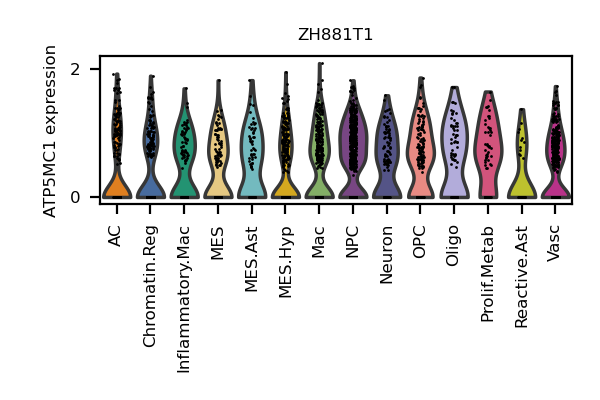 ZH881T1
ATP5MC1 expression
2
0
AC
Chromatin.Reg
Inflammatory.Mac
MES
MES.Ast
MES.Hyp
Mac
NPC
Neuron
OPC
Oligo
Prolif.Metab
Reactive.Ast
Vasc